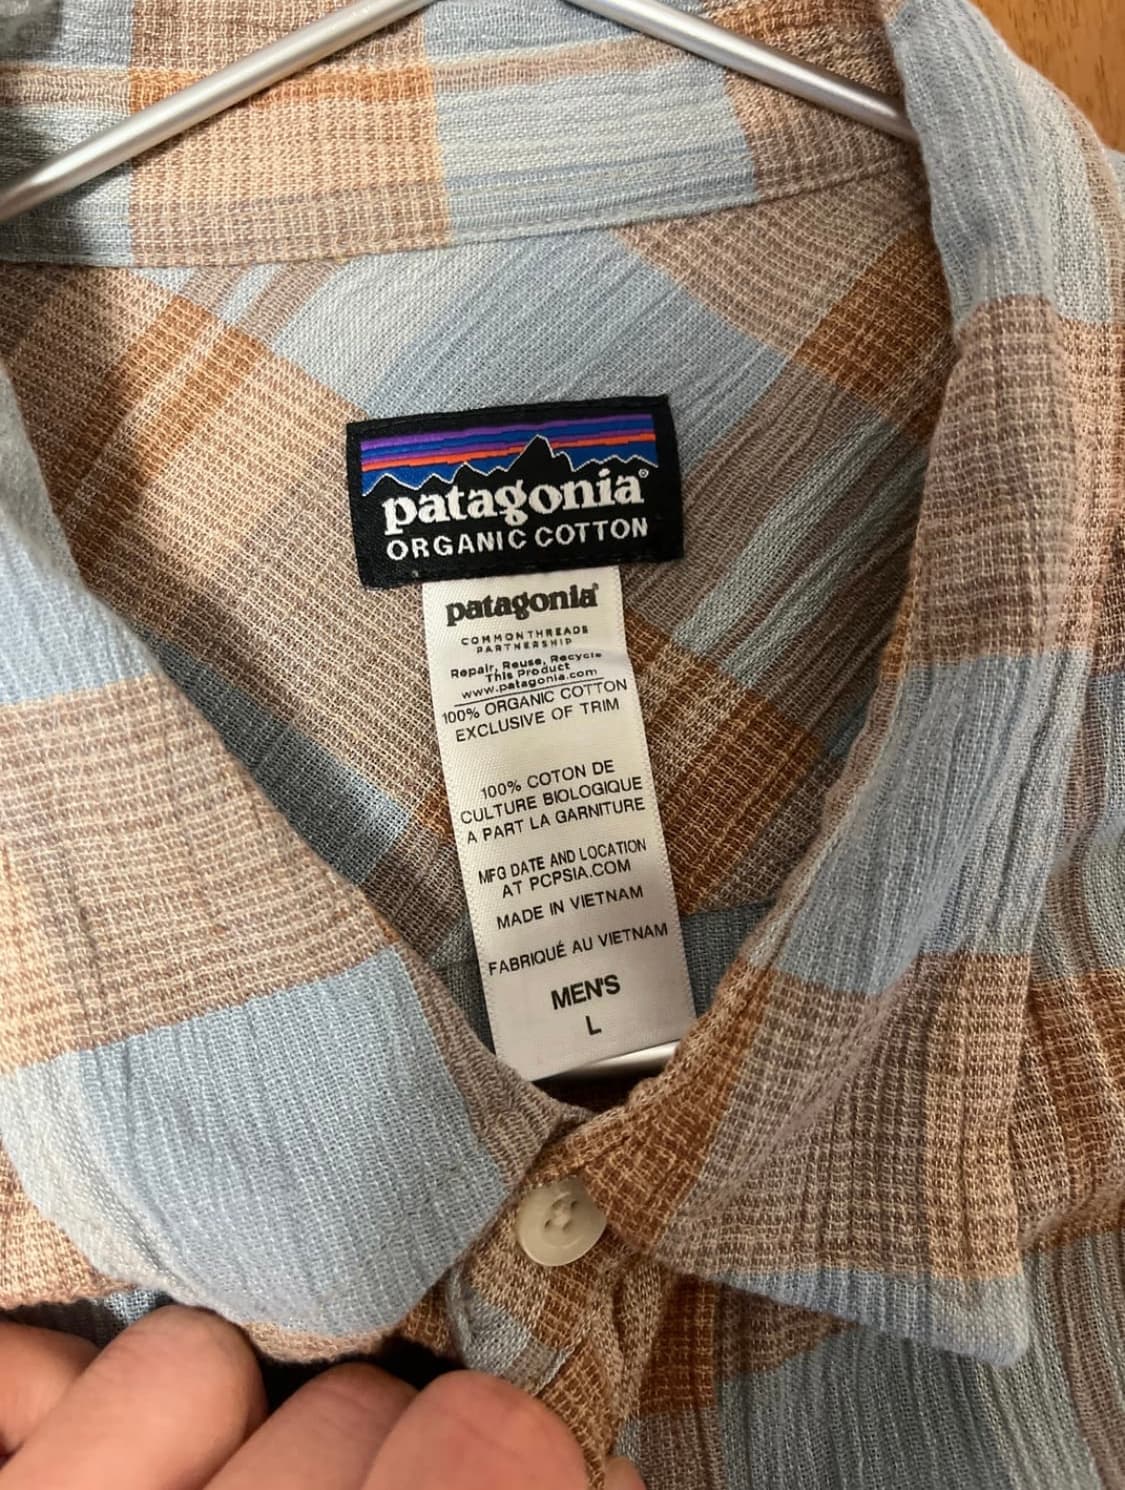 patagonia®
ORGANIC COTTON
patagonia®
COMMON THREADS
PARTNERSHIP
Repair, Reuse, Recycle
This Product
www.patagonia.com
100% ORGANIC COTTON
EXCLUSIVE OF TRIM
100% COTON DE
CULTURE BIOLOGIQUE
A PART LA GARNITURE
MFG DATE AND LOCATION
AT PCPSIA.COM
MADE IN VIETNAM
FABRIQUÉ AU VIETNAM
MEN'S
L